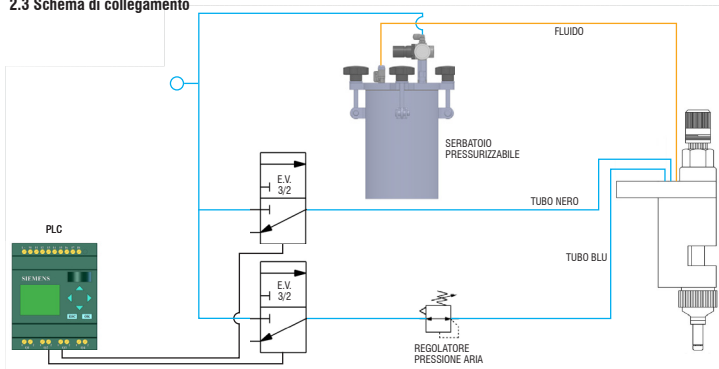 2.3 Schema di collegamento
FLUIDO
SERBATOIO
PRESSURIZZABILE
E.V.
3/2
TUBO NERO
PLC
SIEMENS
TUBO BLU
E.V.
3/2
REGOLATORE
PRESSIONE ARIA